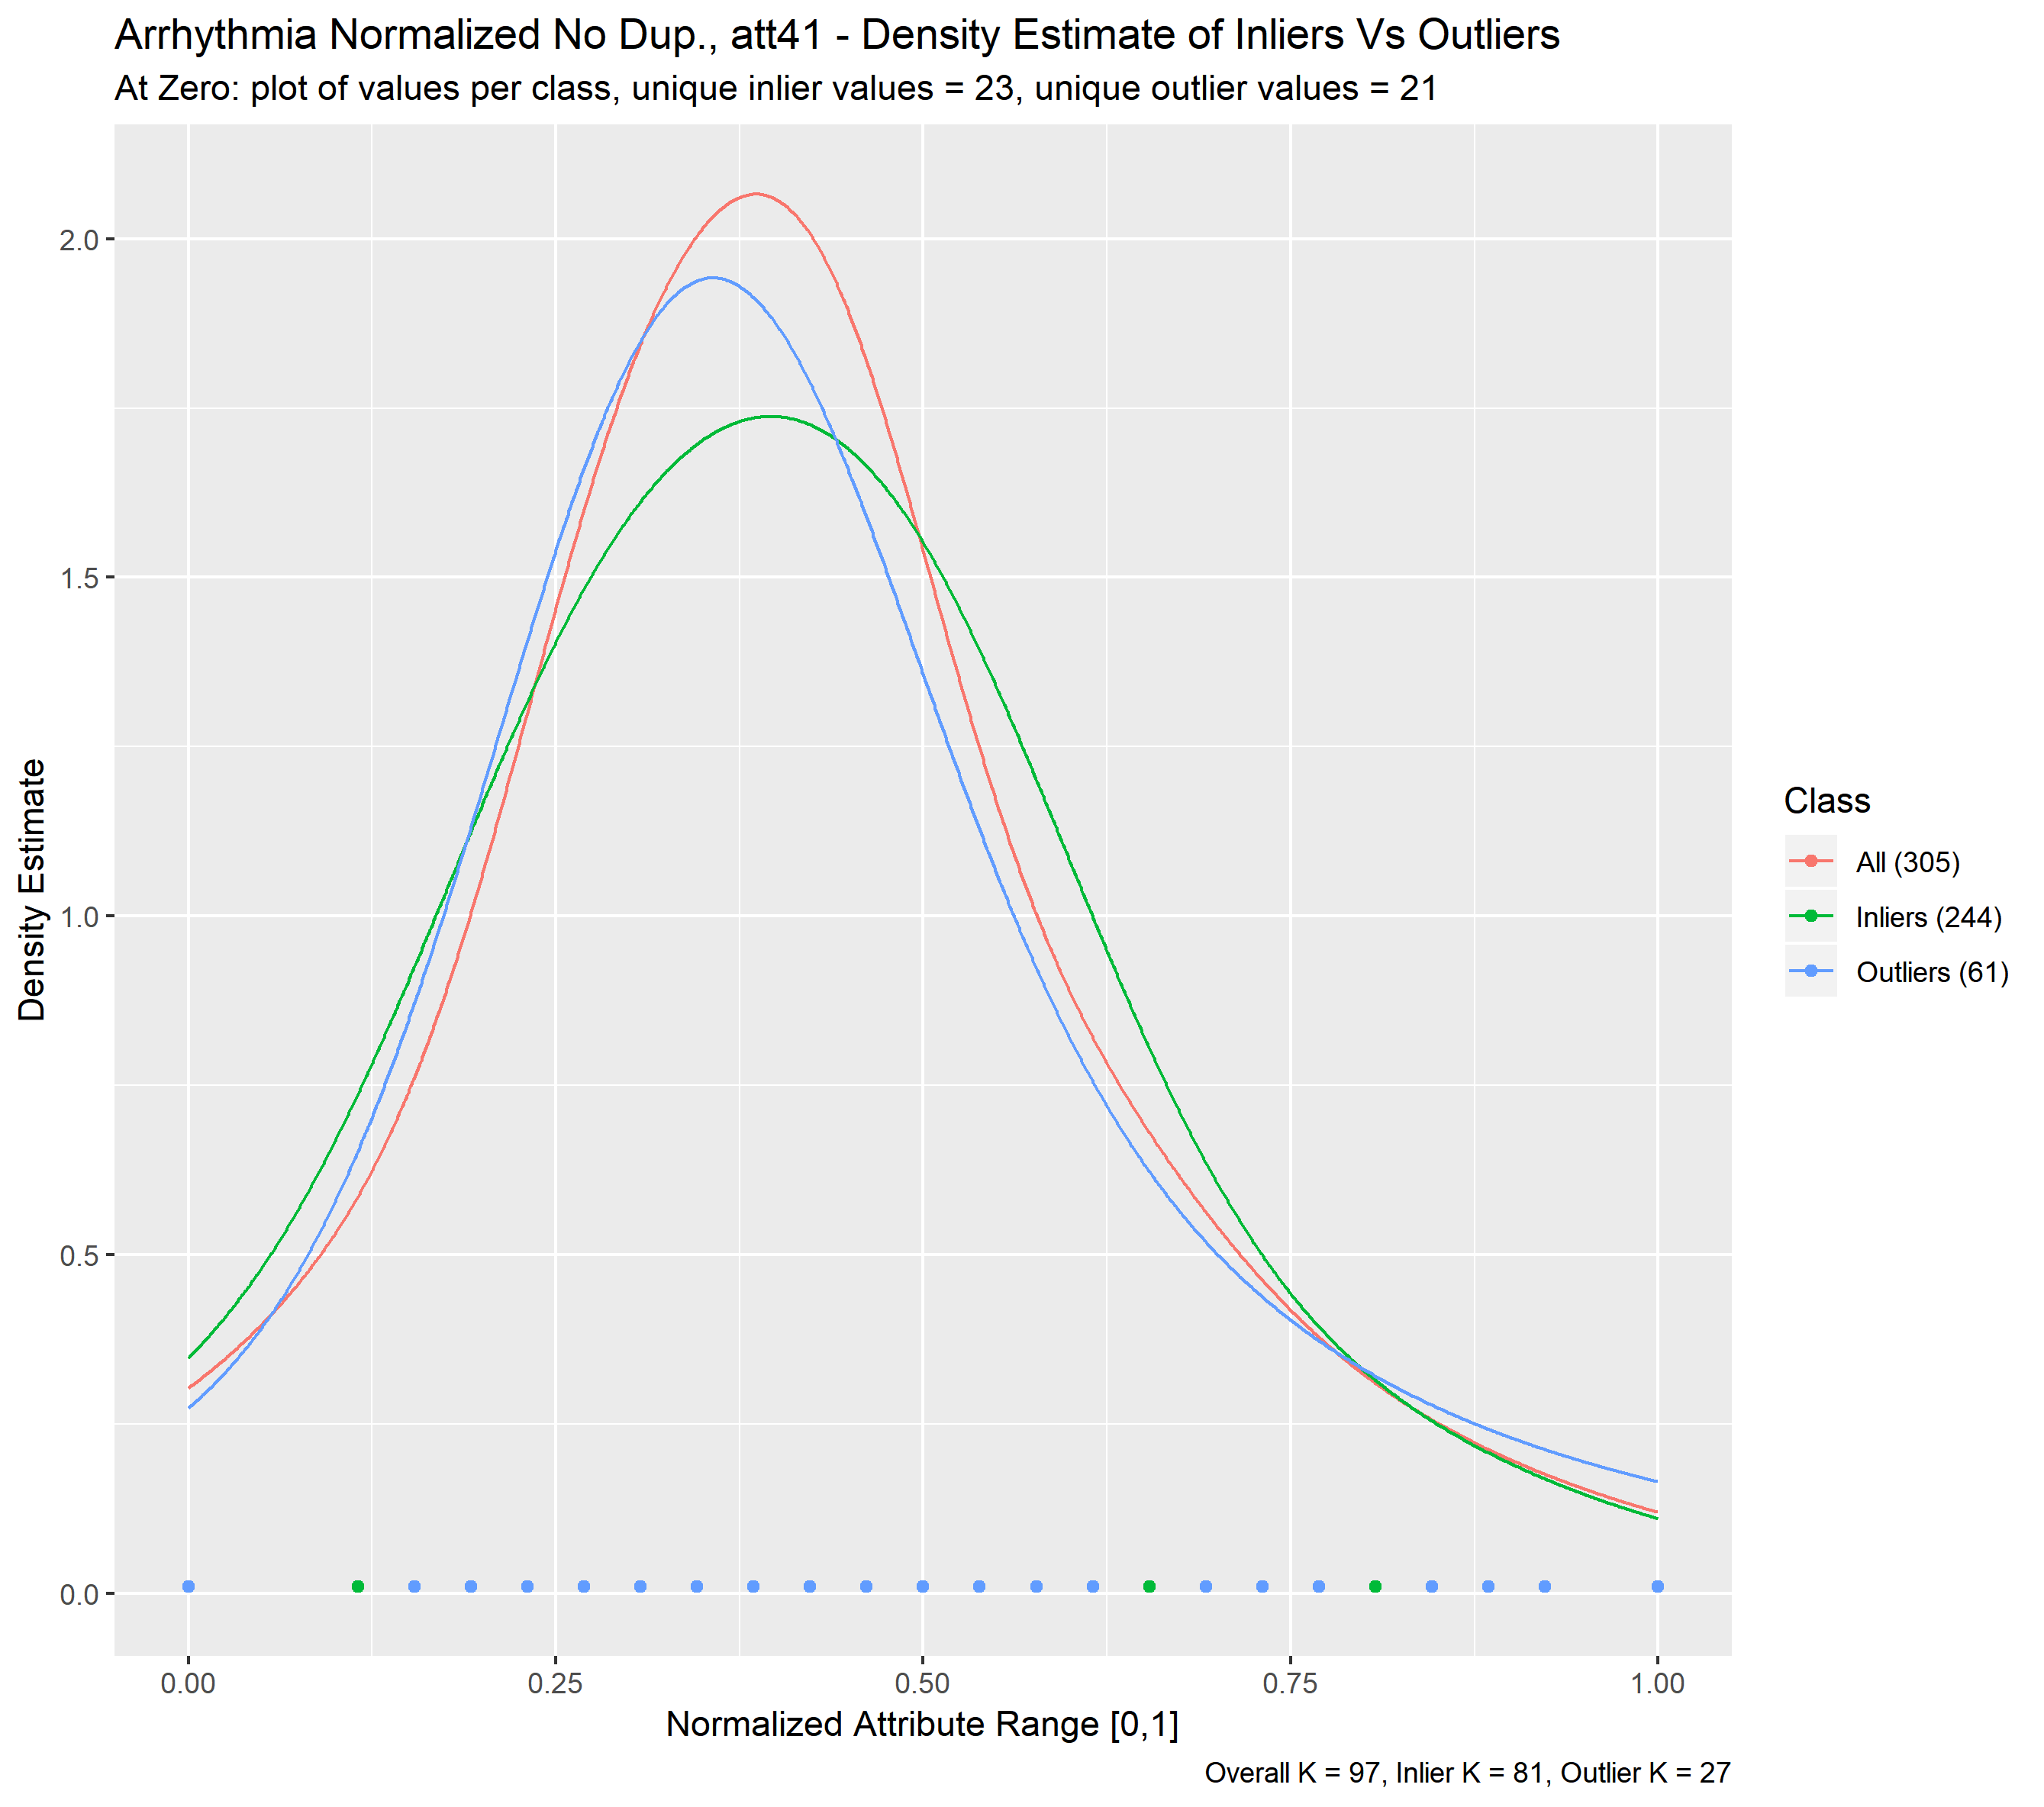 Arrhythmia Normalized No Dup., att41 - Density Estimate of Inliers Vs Outliers
At Zero: plot of values per class, unique inlier values = 23, unique outlier values = 21
Density Estimate
2.0
1.5
1.0
0.5
0.0
0.00 0.25 0.50 0.75 1.00
Normalized Attribute Range [0,1]
Class
All (305)
Inliers (244)
Outliers (61)
Overall K = 97, Inlier K = 81, Outlier K = 27